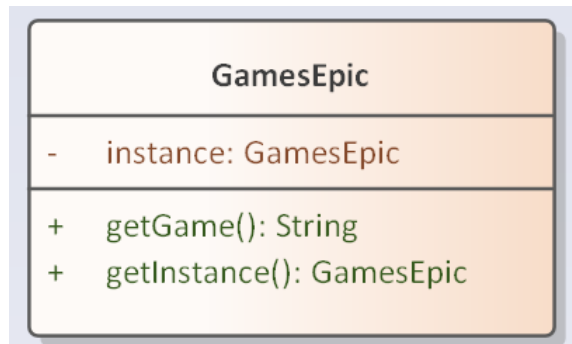 GamesEpic
- instance: GamesEpic
+ getGame(): String
+ getInstance(): GamesEpic